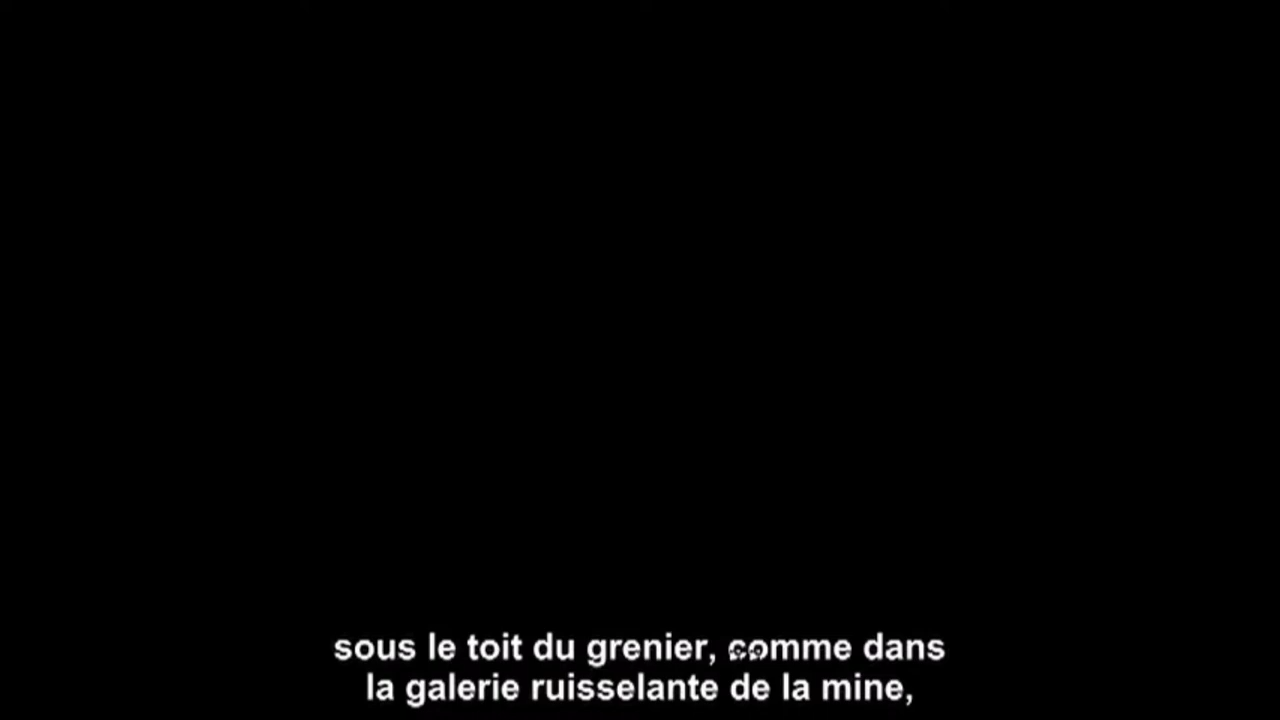 sous le toit du grenier, comme dans
la galerie ruisselante de la mine,